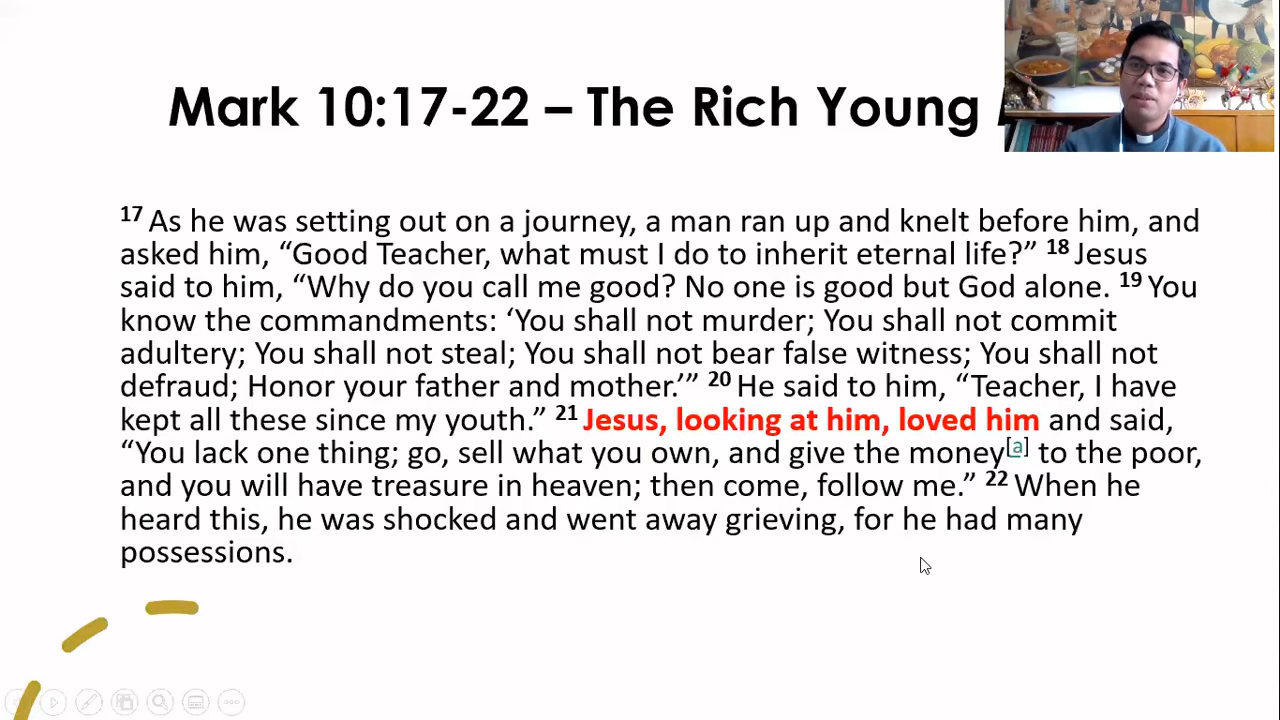 Mark 10:17-22 – The Rich Young
17 As he was setting out on a journey, a man ran up and knelt before him, and
asked him, “Good Teacher, what must I do to inherit eternal life?” 18 Jesus
said to him, “Why do you call me good? No one is good but God alone. 19 You
know the commandments: ‘You shall not murder; You shall not commit
adultery; You shall not steal; You shall not bear false witness; You shall not
defraud; Honor your father and mother.’” 20 He said to him, “Teacher, I have
kept all these since my youth.” 21 Jesus, looking at him, loved him and said,
“You lack one thing; go, sell what you own, and give the money[a] to the poor,
and you will have treasure in heaven; then come, follow me.” 22 When he
heard this, he was shocked and went away grieving, for he had many
possessions.